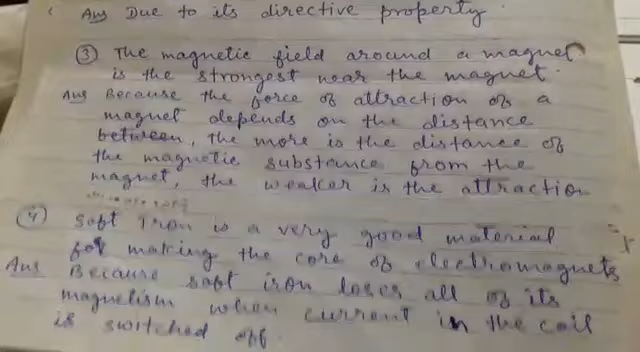 Ans Due to its directive property.
③ The magnetic field around a magnet
is the strongest near the magnet.
Ans Because the force of attraction of a
magnet depends on the distance
between, the more is the distance of
the magnetic substance from the
magnet, the weaker is the attraction
④ Soft Iron is a very good material
for making the core of electromagnets
Ans Because soft iron loses all of its
magnetism when current in the coil
is switched off.